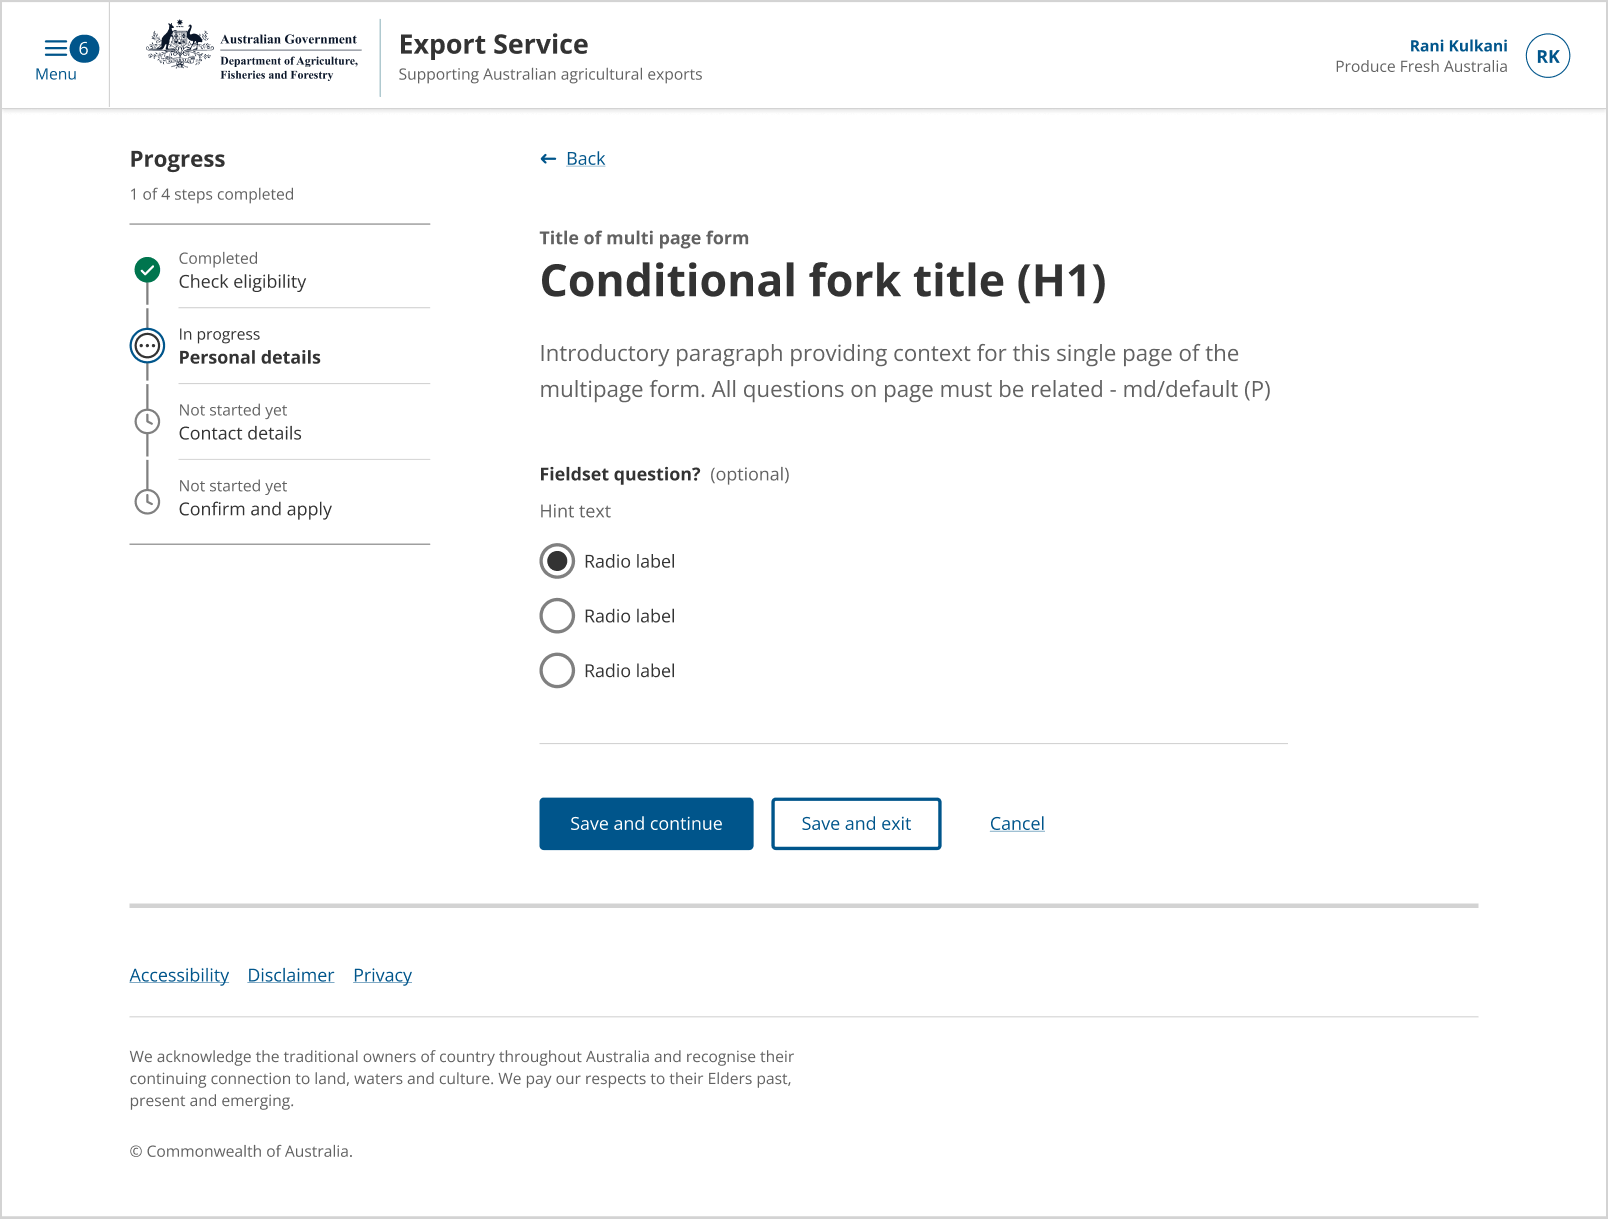 6
Menu
Australian Government
Department of Agriculture,
Fisheries and Forestry
Export Service
Supporting Australian agricultural exports
Rani Kulkani
Produce Fresh Australia
RK
Progress
1 of 4 steps completed
Completed
Check eligibility
In progress
Personal details
Not started yet
Contact details
Not started yet
Confirm and apply
Back
Title of multi page form
Conditional fork title (H1)
Introductory paragraph providing context for this single page of the
multipage form. All questions on page must be related - md/default (P)
Fieldset question? (optional)
Hint text
Radio label
Radio label
Radio label
Save and continue
Save and exit
Cancel
Accessibility Disclaimer Privacy
We acknowledge the traditional owners of country throughout Australia and recognise their
continuing connection to land, waters and culture. We pay our respects to their Elders past,
present and emerging.
© Commonwealth of Australia.